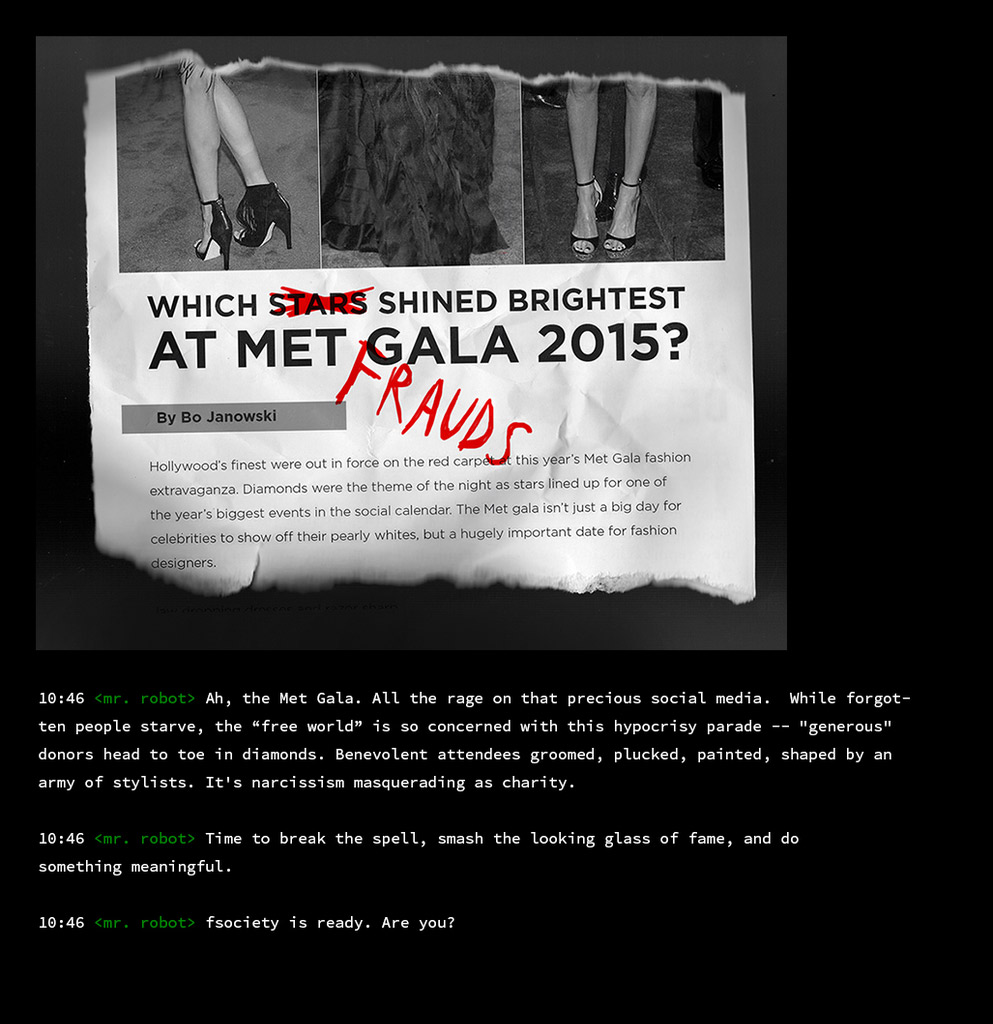 WHICH STARS SHINED BRIGHTEST
AT MET GALA 2015?
FRAUDS
By Bo Janowski
Hollywood’s finest were out in force on the red carpet at this year’s Met Gala fashion
extravaganza. Diamonds were the theme of the night as stars lined up for one of
the year’s biggest events in the social calendar. The Met gala isn’t just a big day for
celebrities to show off their pearly whites, but a hugely important date for fashion
designers.
10:46 <mr. robot> Ah, the Met Gala. All the rage on that precious social media.  While forgot-
ten people starve, the “free world” is so concerned with this hypocrisy parade -- "generous"
donors head to toe in diamonds. Benevolent attendees groomed, plucked, painted, shaped by an
army of stylists. It's narcissism masquerading as charity.
10:46 <mr. robot> Time to break the spell, smash the looking glass of fame, and do
something meaningful.
10:46 <mr. robot> fsociety is ready. Are you?